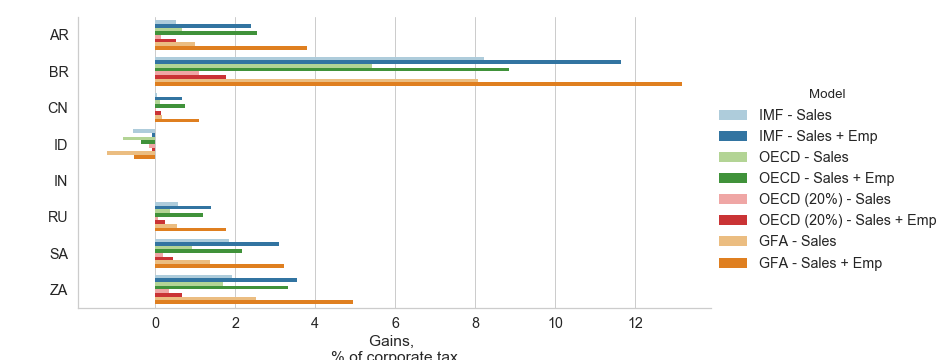 AR
BR
CN
ID
IN
RU
SA
ZA
0 2 4 6 8 10 12
Gains,
% of corporate tax
Model
IMF - Sales
IMF - Sales + Emp
OECD - Sales
OECD - Sales + Emp
OECD (20%) - Sales
OECD (20%) - Sales + Emp
GFA - Sales
GFA - Sales + Emp